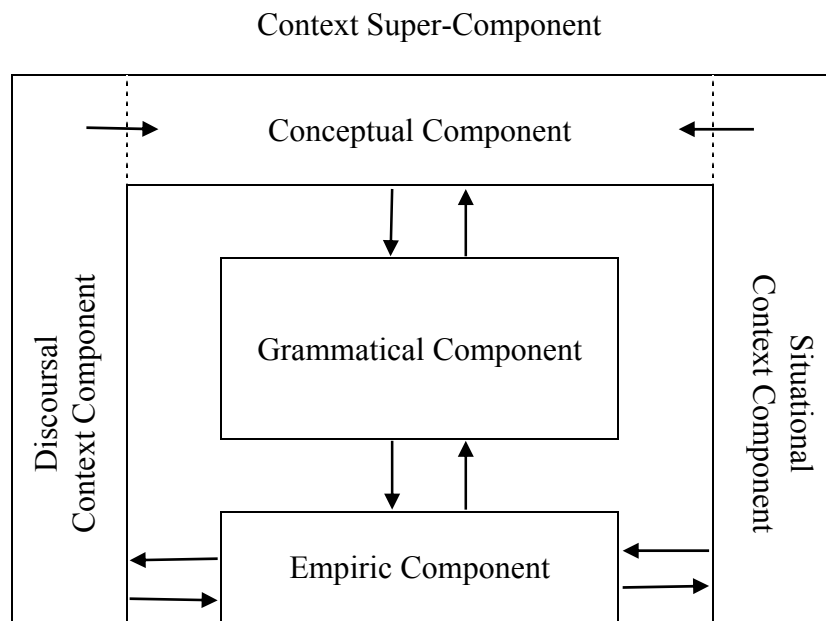 Context Super-Component
Conceptual Component
Grammatical Component
Discoursal
Context Component
Situational
Context Component
Empiric Component